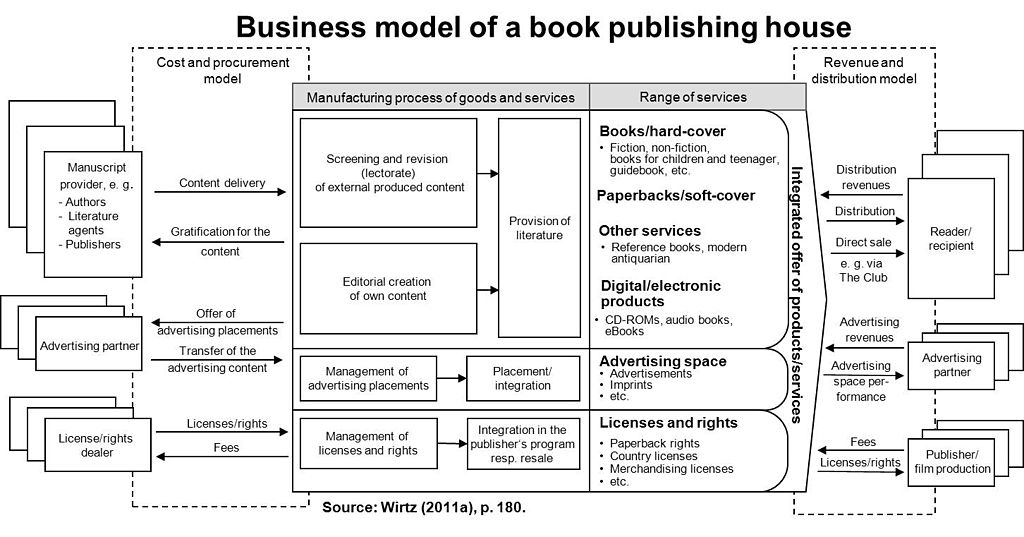 Business model of a book publishing house
Cost and procurement
model
Revenue and
distribution model
Manufacturing process of goods and services
Range of services
Manuscript
provider, e. g.
- Authors
- Literature
agents
- Publishers
Content delivery
Gratification for the
content
Screening and revision
(lectorate)
of external produced content
Editorial creation
of own content
Provision of
literature
Books/hard-cover
• Fiction, non-fiction,
books for children and teenager,
guidebook, etc.
Paperbacks/soft-cover
Other services
• Reference books, modern
antiquarian
Digital/electronic
products
• CD-ROMs, audio books,
eBooks
Integrated offer of products/services
Distribution
revenues
Distribution
Direct sale
e. g. via
The Club
Reader/
recipient
Advertising partner
Offer of
advertising placements
Transfer of the
advertising content
Management of
advertising placements
Placement/
integration
Advertising space
• Advertisements
• Imprints
• etc.
Advertising
revenues
Advertising
space per-
formance
Advertising
partner
License/rights
dealer
Licenses/rights
Fees
Management of
licenses and rights
Integration in the
publisher's program
resp. resale
Licenses and rights
• Paperback rights
• Country licenses
• Merchandising licenses
• etc.
Fees
Licenses/rights
Publisher/
film production
Source: Wirtz (2011a), p. 180.